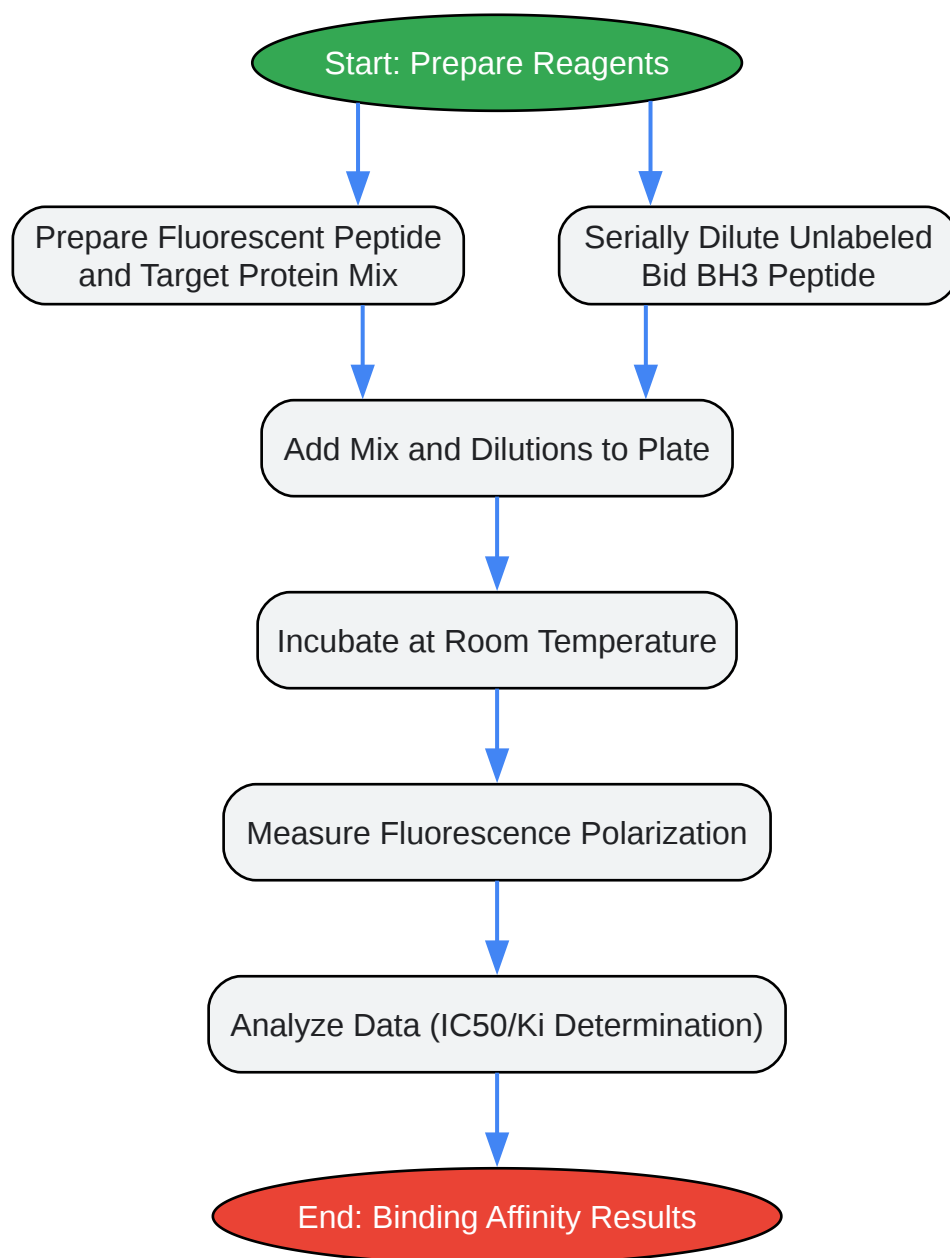 Start: Prepare Reagents
Prepare Fluorescent Peptide
and Target Protein Mix
Serially Dilute Unlabeled
Bid BH3 Peptide
Add Mix and Dilutions to Plate
Incubate at Room Temperature
Measure Fluorescence Polarization
Analyze Data (IC50/Ki Determination)
End: Binding Affinity Results